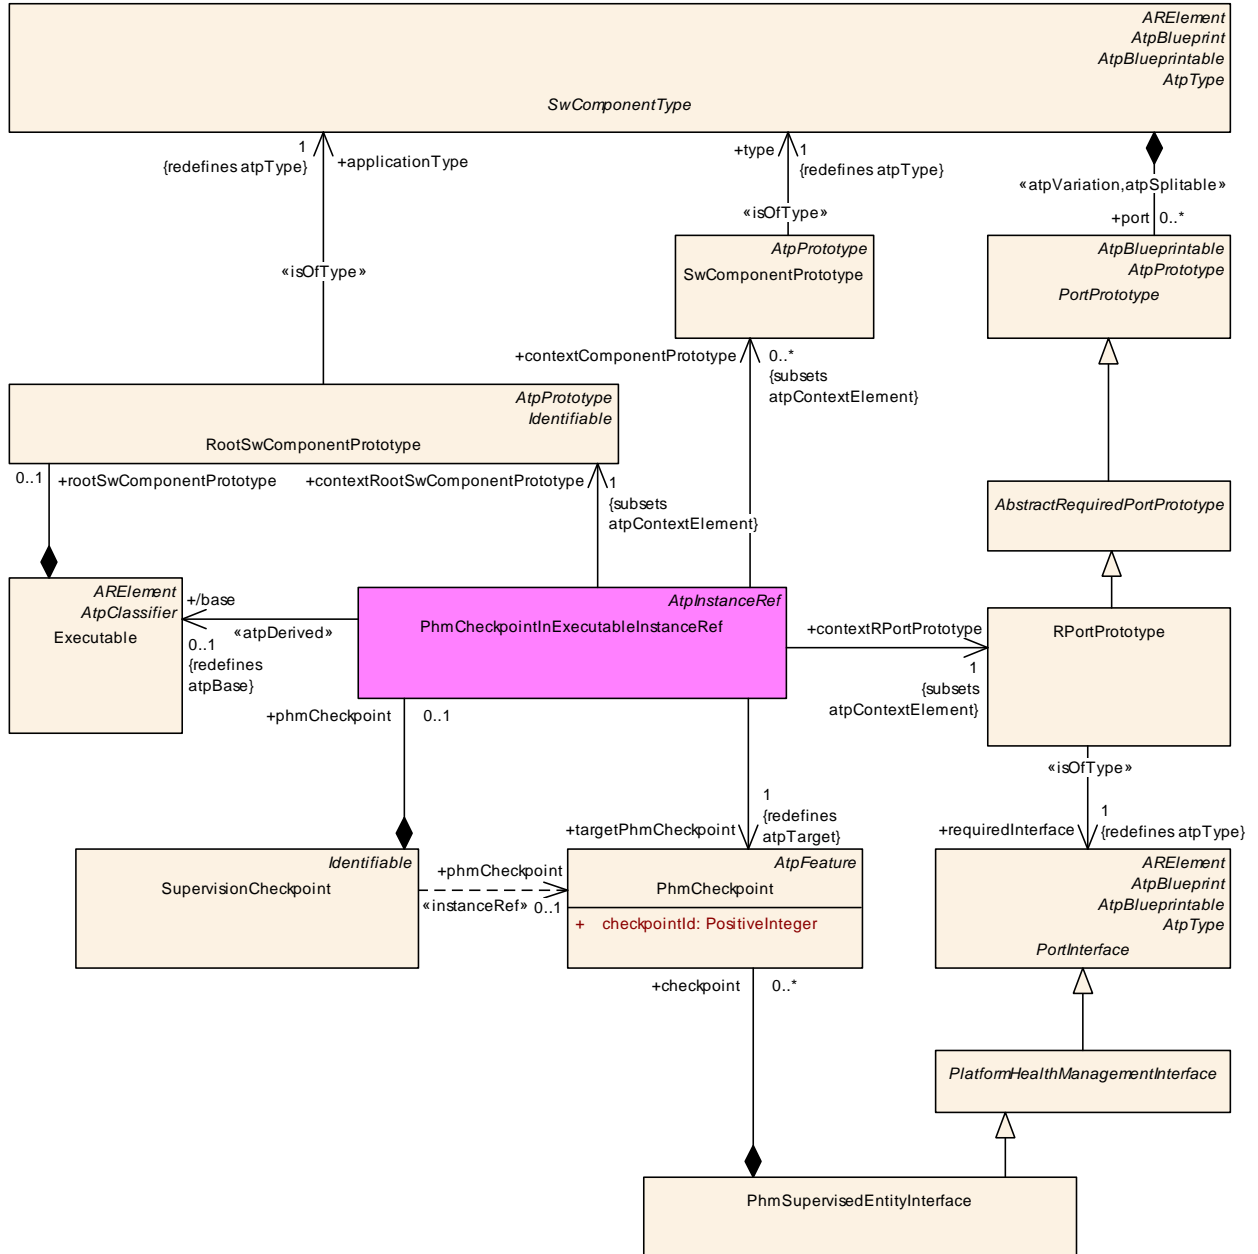 ARElement
AtpBlueprint
AtpBlueprintable
AtpType
SwComponentType
1
{redefines atpType}
+applicationType
+type
1
{redefines atpType}
«atpVariation,atpSplitable»
+port
0..*
«isOfType»
«isOfType»
AtpPrototype
SwComponentPrototype
AtpBlueprintable
AtpPrototype
PortPrototype
+contextComponentPrototype
0..*
{subsets
atpContextElement}
AtpPrototype
Identifiable
RootSwComponentPrototype
0..1
+rootSwComponentPrototype
+contextRootSwComponentPrototype
1
{subsets
atpContextElement}
AbstractRequiredPortPrototype
ARElement
AtpClassifier
Executable
+/base
«atpDerived»
0..1
{redefines
atpBase}
AtpInstanceRef
PhmCheckpointInExecutableInstanceRef
+contextRPortPrototype
1
{subsets
atpContextElement}
RPortPrototype
+phmCheckpoint
0..1
«isOfType»
+targetPhmCheckpoint
1
{redefines
atpTarget}
+requiredInterface
1
{redefines atpType}
Identifiable
SupervisionCheckpoint
+phmCheckpoint
«instanceRef»
0..1
AtpFeature
PhmCheckpoint
+ checkpointId: PositiveInteger
ARElement
AtpBlueprint
AtpBlueprintable
AtpType
PortInterface
+checkpoint
0..*
PlatformHealthManagementInterface
PhmSupervisedEntityInterface